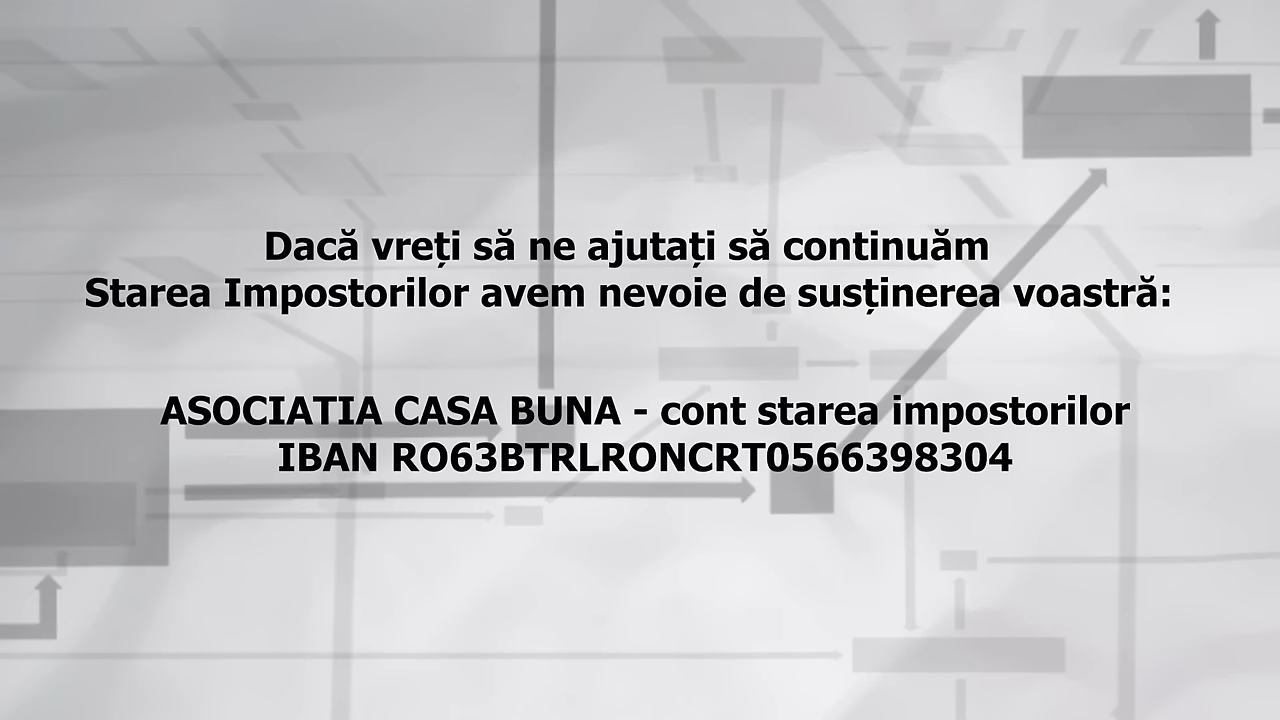 Dacă vreți să ne ajutați să continuăm
Starea Impostorilor avem nevoie de susținerea voastră:
ASOCIATIA CASA BUNA - cont starea impostorilor
IBAN RO63BTRLRONCRT0566398304